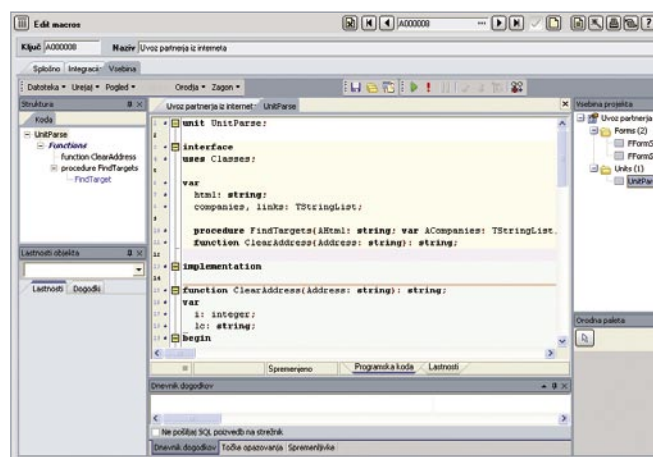 Edit macros
A000008
Ključ A000008 Naziv Uvoz partnerja iz interneta
Splošno Integraci Vsebina
Datoteka Urejaj Pogled Orodja Zagon
Struktura
Koda
UnitParse
Functions
function ClearAddress
procedure FindTargets
FindTarget
Lastnosti objekta
Lastnosti Dogodki
Uvoz partnerja iz internet UnitParse
unit UnitParse;
interface
uses Classes;
var
html: string;
companies, links: TStringList;
procedure FindTargets(AHtml: string; var ACompanies: TStringList
function ClearAddress(Address: string): string;
implementation
function ClearAddress(Address: string): string;
var
i: integer;
lc: string;
begin
Spremenjeno Programska koda Lastnosti
Dnevnik dogodkov
Ne pošiljaj SQL poizvedb na strežnik
Dnevnik dogodkov Točke opazovanja Spremenljivke
Vsebina projekta
Uvoz partnerja
Forms (2)
FFormS
FFormS
Units (1)
UnitPar
Orodna paleta